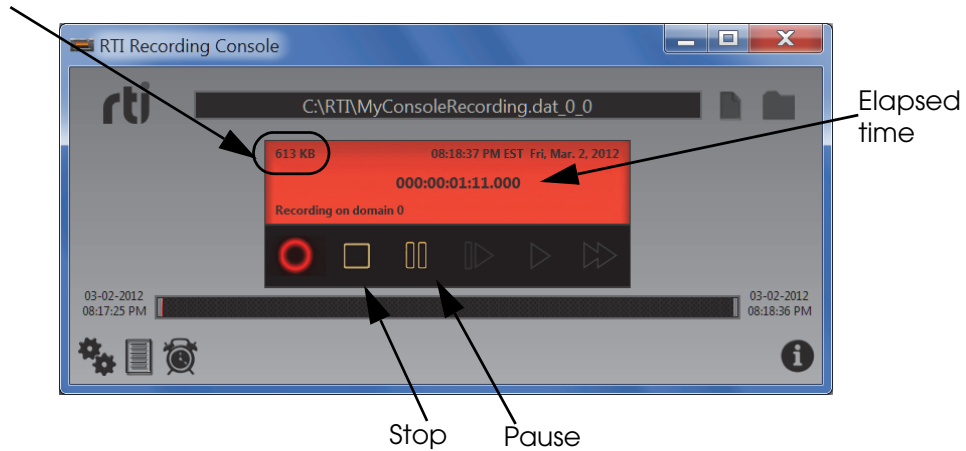 RTI Recording Console
X
rti
C:\RTI\MyConsoleRecording.dat_0_0
Elapsed
time
613 KB
08:18:37 PM EST Fri, Mar. 2, 2012
000:00:01:11.000
Recording on domain 0
03-02-2012
08:17:25 PM
03-02-2012
08:18:36 PM
i
Stop
Pause